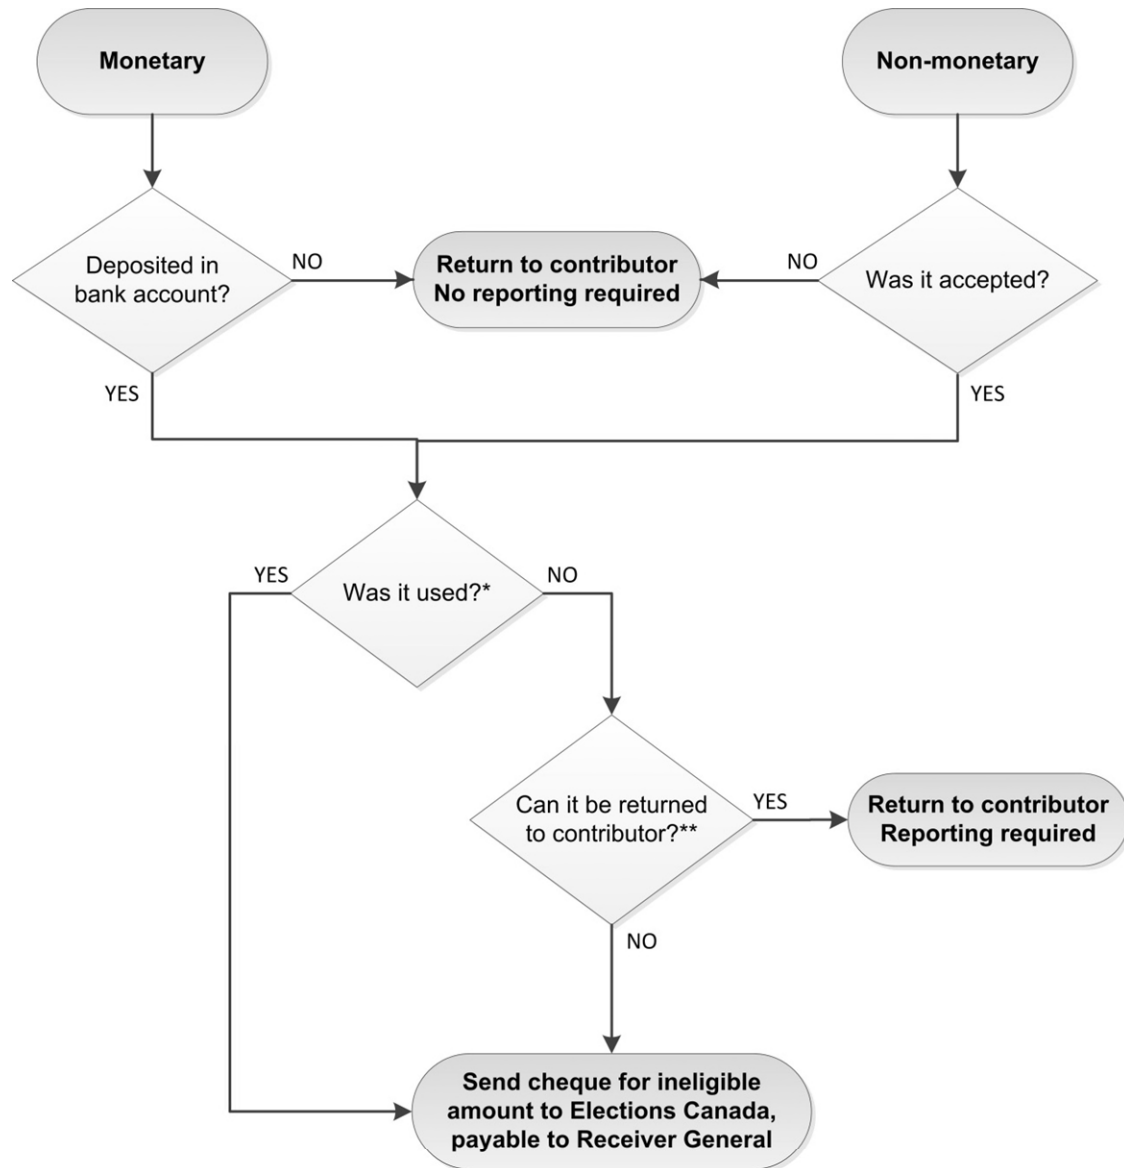 Monetary
Non-monetary
Deposited in
bank account?
NO
Return to contributor
No reporting required
NO
Was it accepted?
YES
YES
YES
Was it used?*
NO
Can it be returned
to contributor?**
YES
Return to contributor
Reporting required
NO
Send cheque for ineligible
amount to Elections Canada,
payable to Receiver General